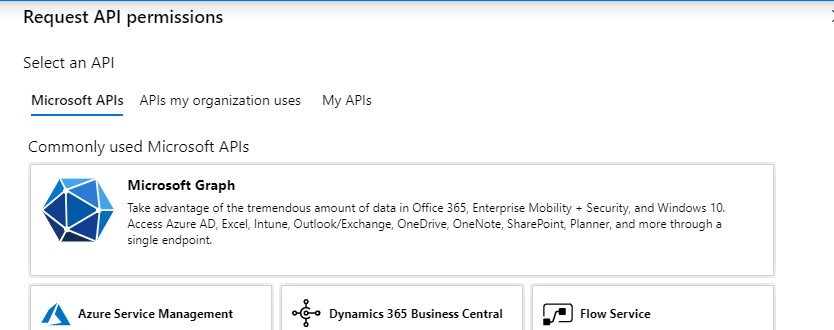 Request API permissions
Select an API
Microsoft APIs APIs my organization uses My APIs
Commonly used Microsoft APIs
Microsoft Graph
Take advantage of the tremendous amount of data in Office 365, Enterprise Mobility + Security, and Windows 10.
Access Azure AD, Excel, Intune, Outlook/Exchange, OneDrive, OneNote, SharePoint, Planner, and more through a
single endpoint.
Azure Service Management Dynamics 365 Business Central Flow Service